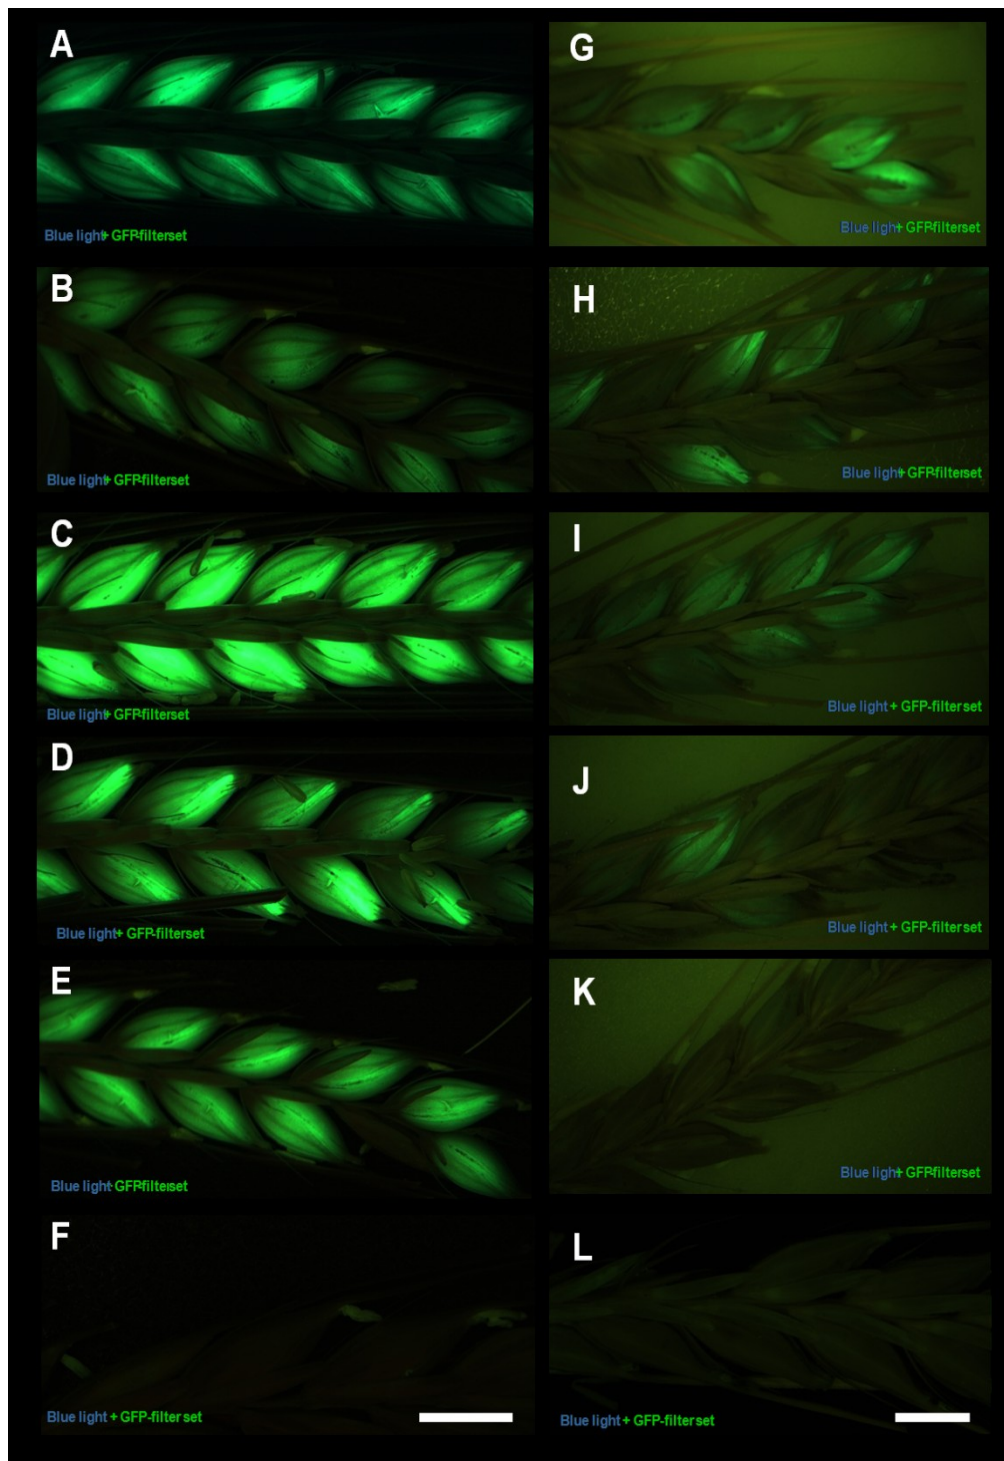 A
Blue light+ GFP-filterset
B
Blue light+ GFP-filterset
C
Blue light+ GFP-filterset
D
Blue light+ GFP-filterset
E
Blue light GFP-filterset
F
Blue light + GFP-filter set
G
Blue light+ GFP-filterset
H
Blue light+ GFP-filterset
I
Blue light + GFP-filter set
J
Blue light + GFP-filter set
K
Blue light+ GFP-filterset
L
Blue light + GFP-filter set